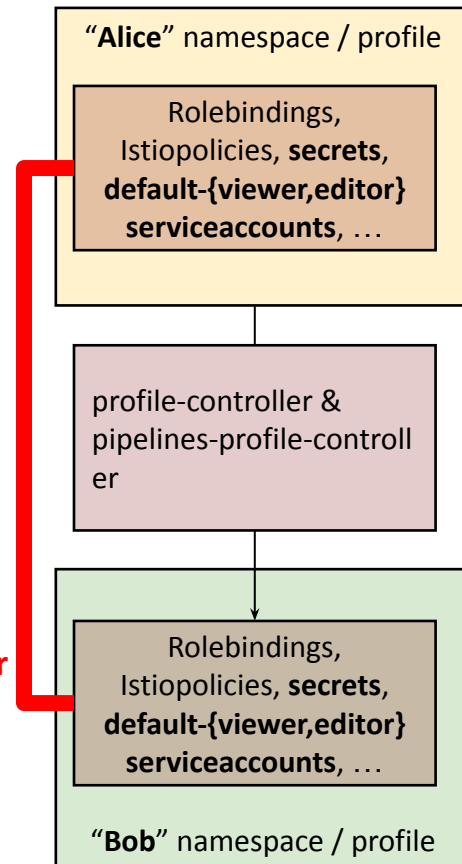 “Alice” namespace / profile
Rolebindings,
Istiopolicies, secrets,
default-{viewer,editor}
serviceaccounts, …
profile-controller &
pipelines-profile-controll
er
r
Rolebindings,
Istiopolicies, secrets,
default-{viewer,editor}
serviceaccounts, …
“Bob” namespace / profile